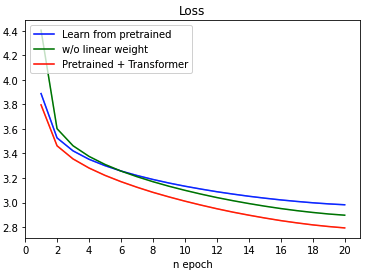 Loss
Learn from pretrained
w/o linear weight
Pretrained + Transformer
4.4
4.2
4.0
3.8
3.6
3.4
3.2
3.0
2.8
0 2 4 6 8 10 12 14 16 18 20
n epoch